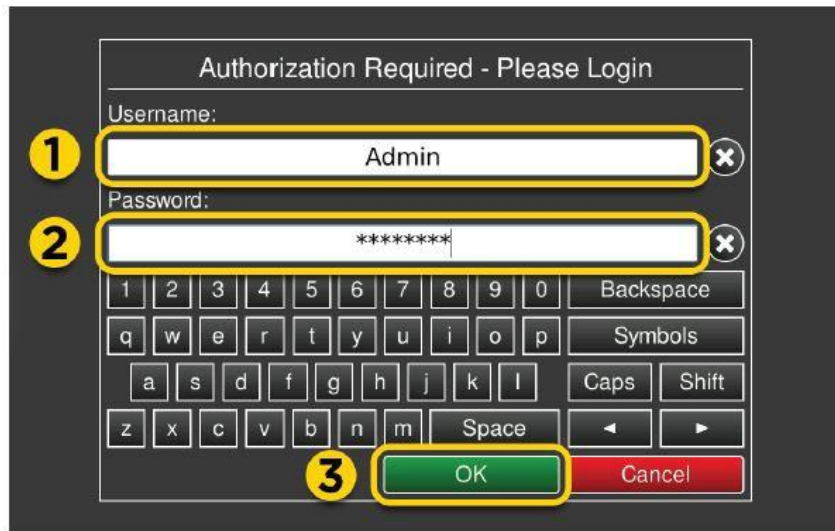 Authorization Required - Please Login
Username:
1 Admin
Password:
2 ********
1 2 3 4 5 6 7 8 9 0 Backspace
q w e r t y u i o p Symbols
a s d f g h j k l Caps Shift
z x c v b n m Space ◄ ►
3 OK Cancel